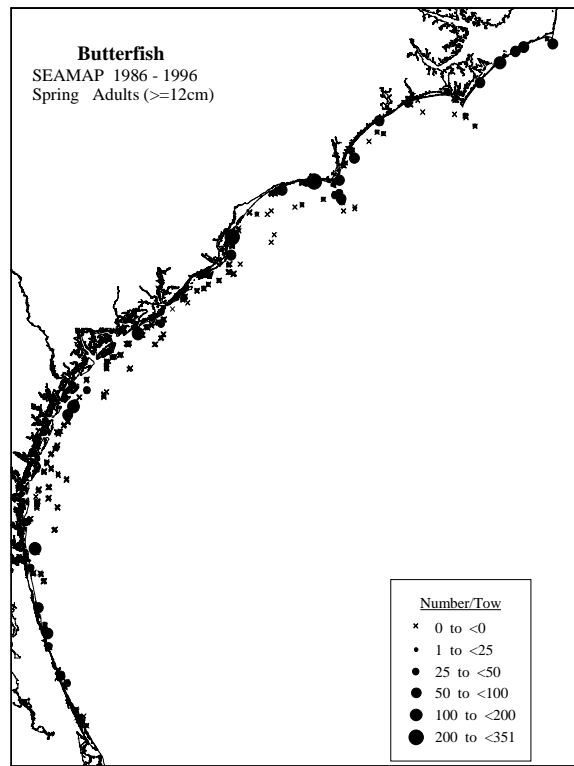 Butterfish
SEAMAP 1986 - 1996
Spring Adults (>=12cm)
Number/Tow
0 to <0
1 to <25
25 to <50
50 to <100
100 to <200
200 to <351